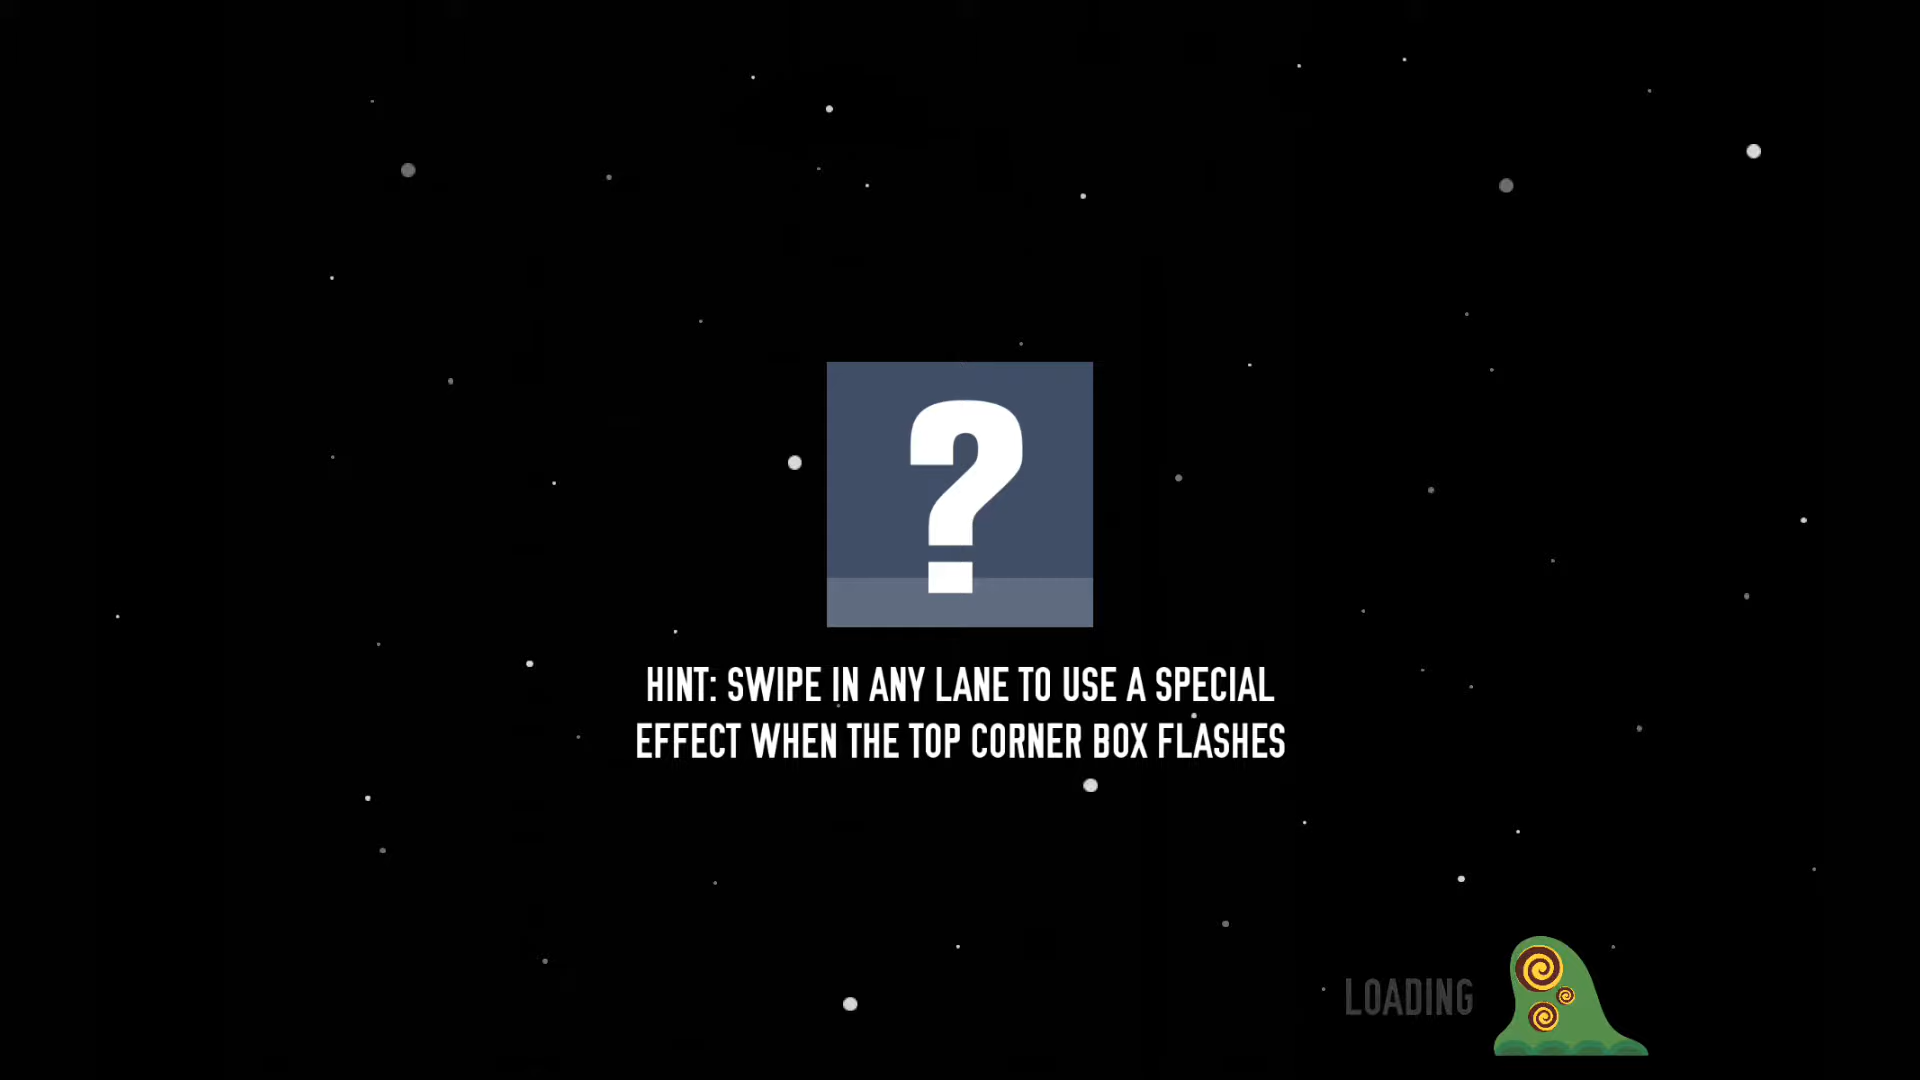 ?
HINT: SWIPE IN ANY LANE TO USE A SPECIAL
EFFECT WHEN THE TOP CORNER BOX FLASHES
LOADING